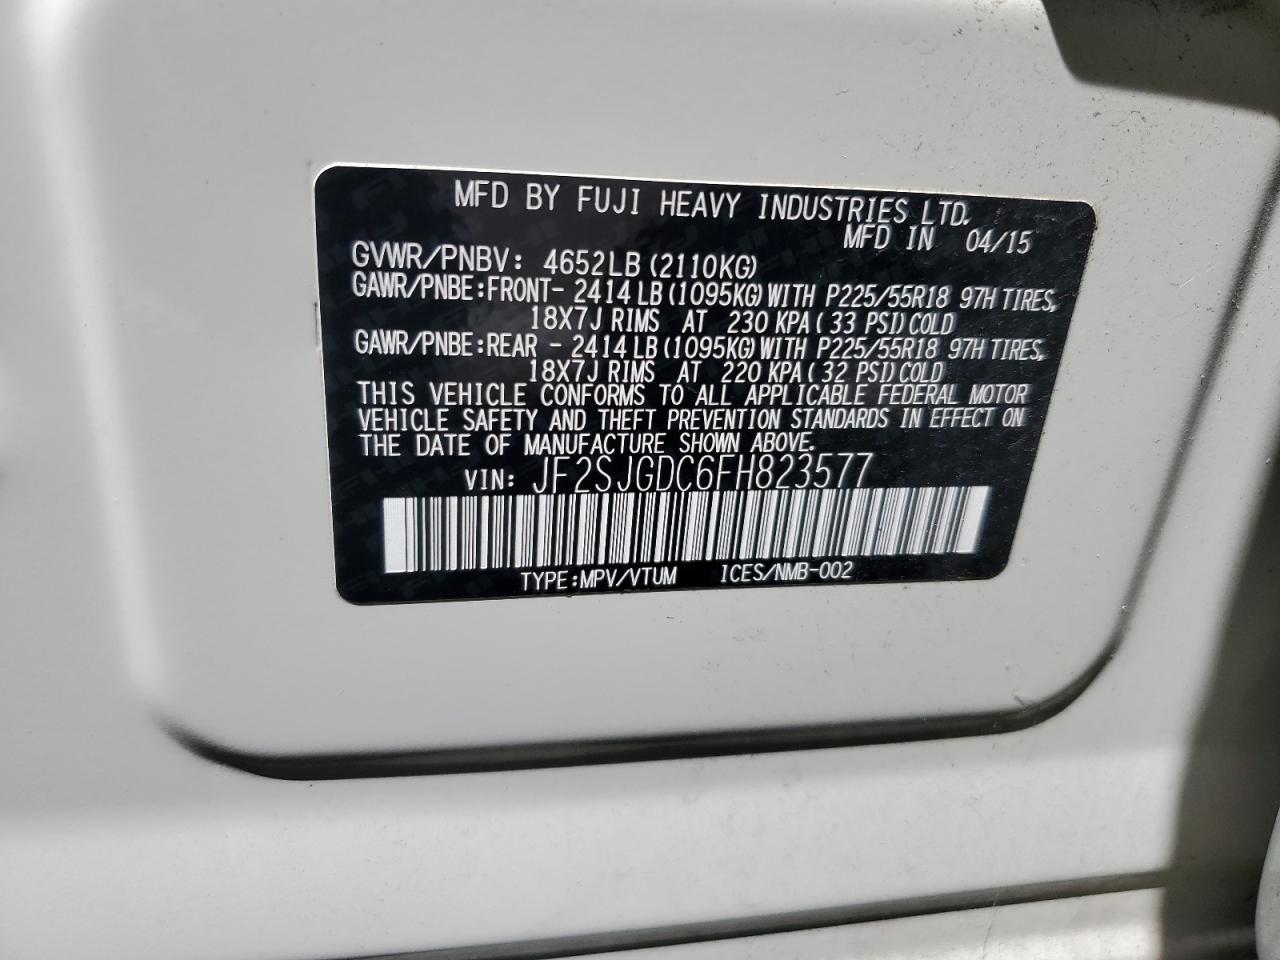 MFD BY FUJI HEAVY INDUSTRIES LTD.
MFD IN 04/15
GVWR/PNBV: 4652LB (2110KG)
GAWR/PNBE:FRONT- 2414LB (1095KG) WITH P225/55R18 97H TIRES,
18X7J RIMS AT 230 KPA ( 33 PSI) COLD
GAWR/PNBE:REAR - 2414LB (1095KG) WITH P225/55R18 97H TIRES,
18X7J RIMS AT 220 KPA ( 32 PSI) COLD
THIS VEHICLE CONFORMS TO ALL APPLICABLE FEDERAL MOTOR
VEHICLE SAFETY AND THEFT PREVENTION STANDARDS IN EFFECT ON
THE DATE OF MANUFACTURE SHOWN ABOVE.
VIN: JF2SJGDC6FH823577
TYPE:MPV/VTUM ICES/NMB-002